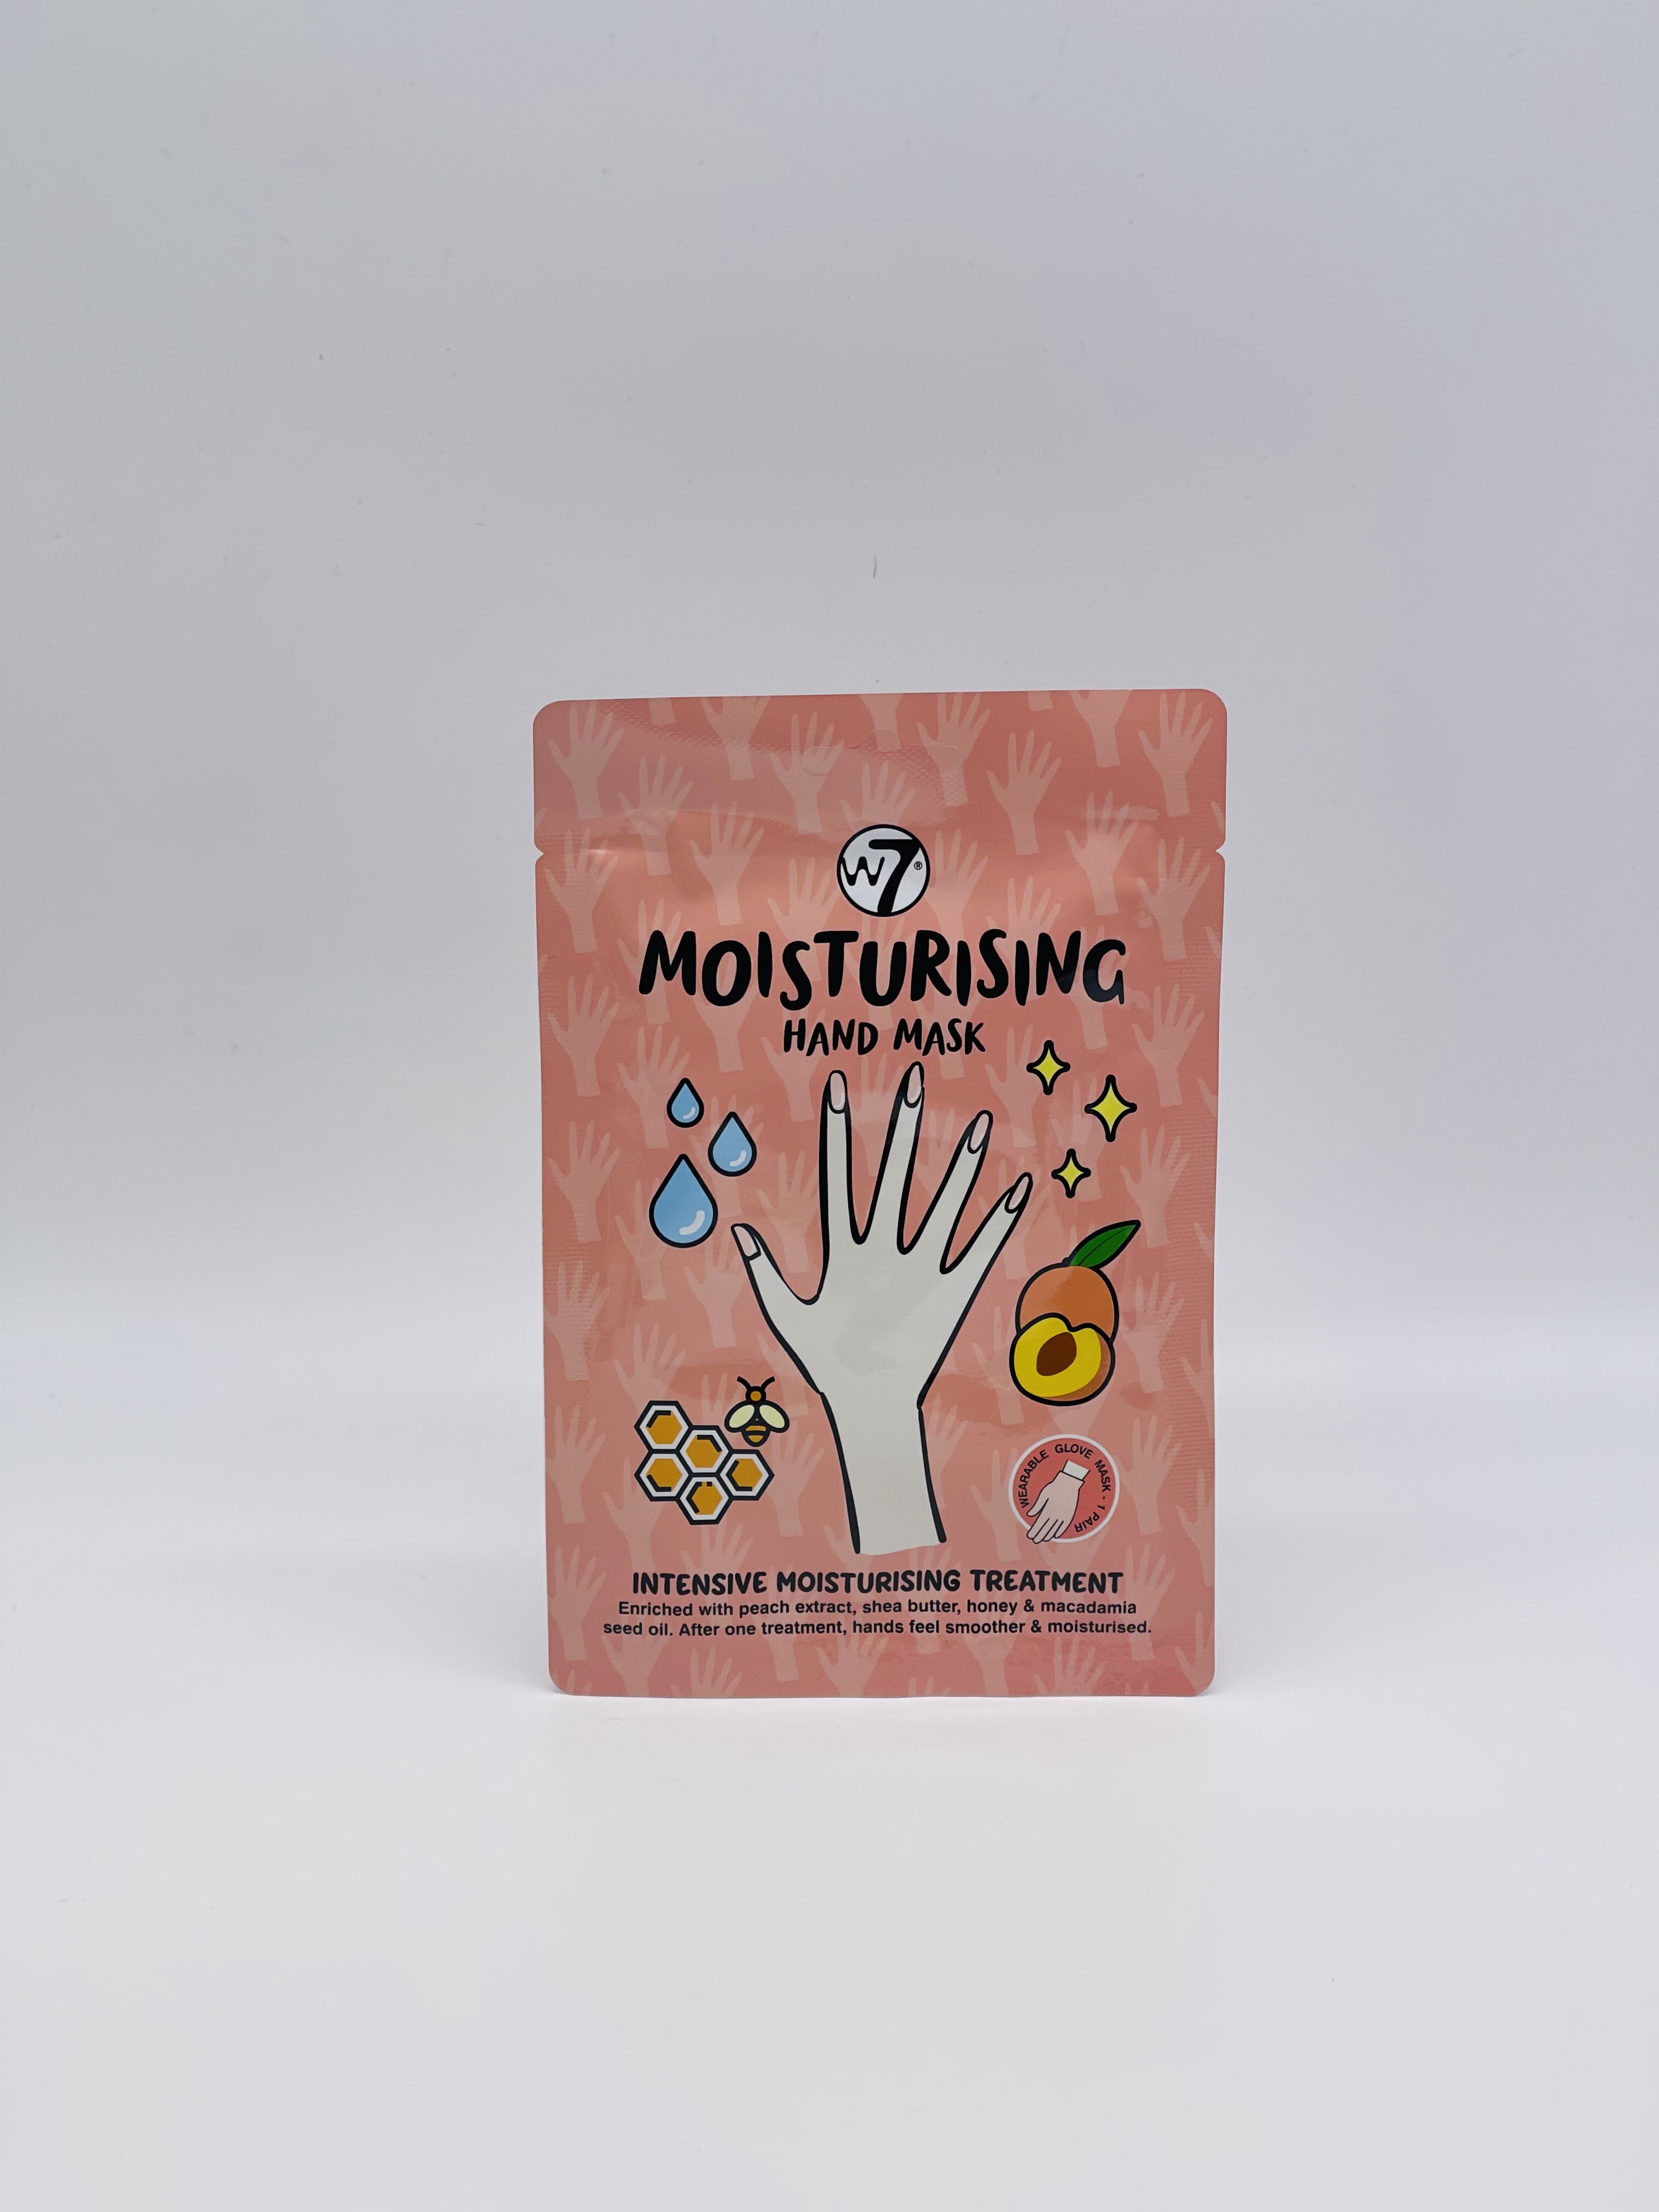 W7®
MOISTURISING
HAND MASK
WEARABLE GLOVE MASK - 1 PAIR
INTENSIVE MOISTURISING TREATMENT
Enriched with peach extract, shea butter, honey & macadamia
seed oil. After one treatment, hands feel smoother & moisturised.